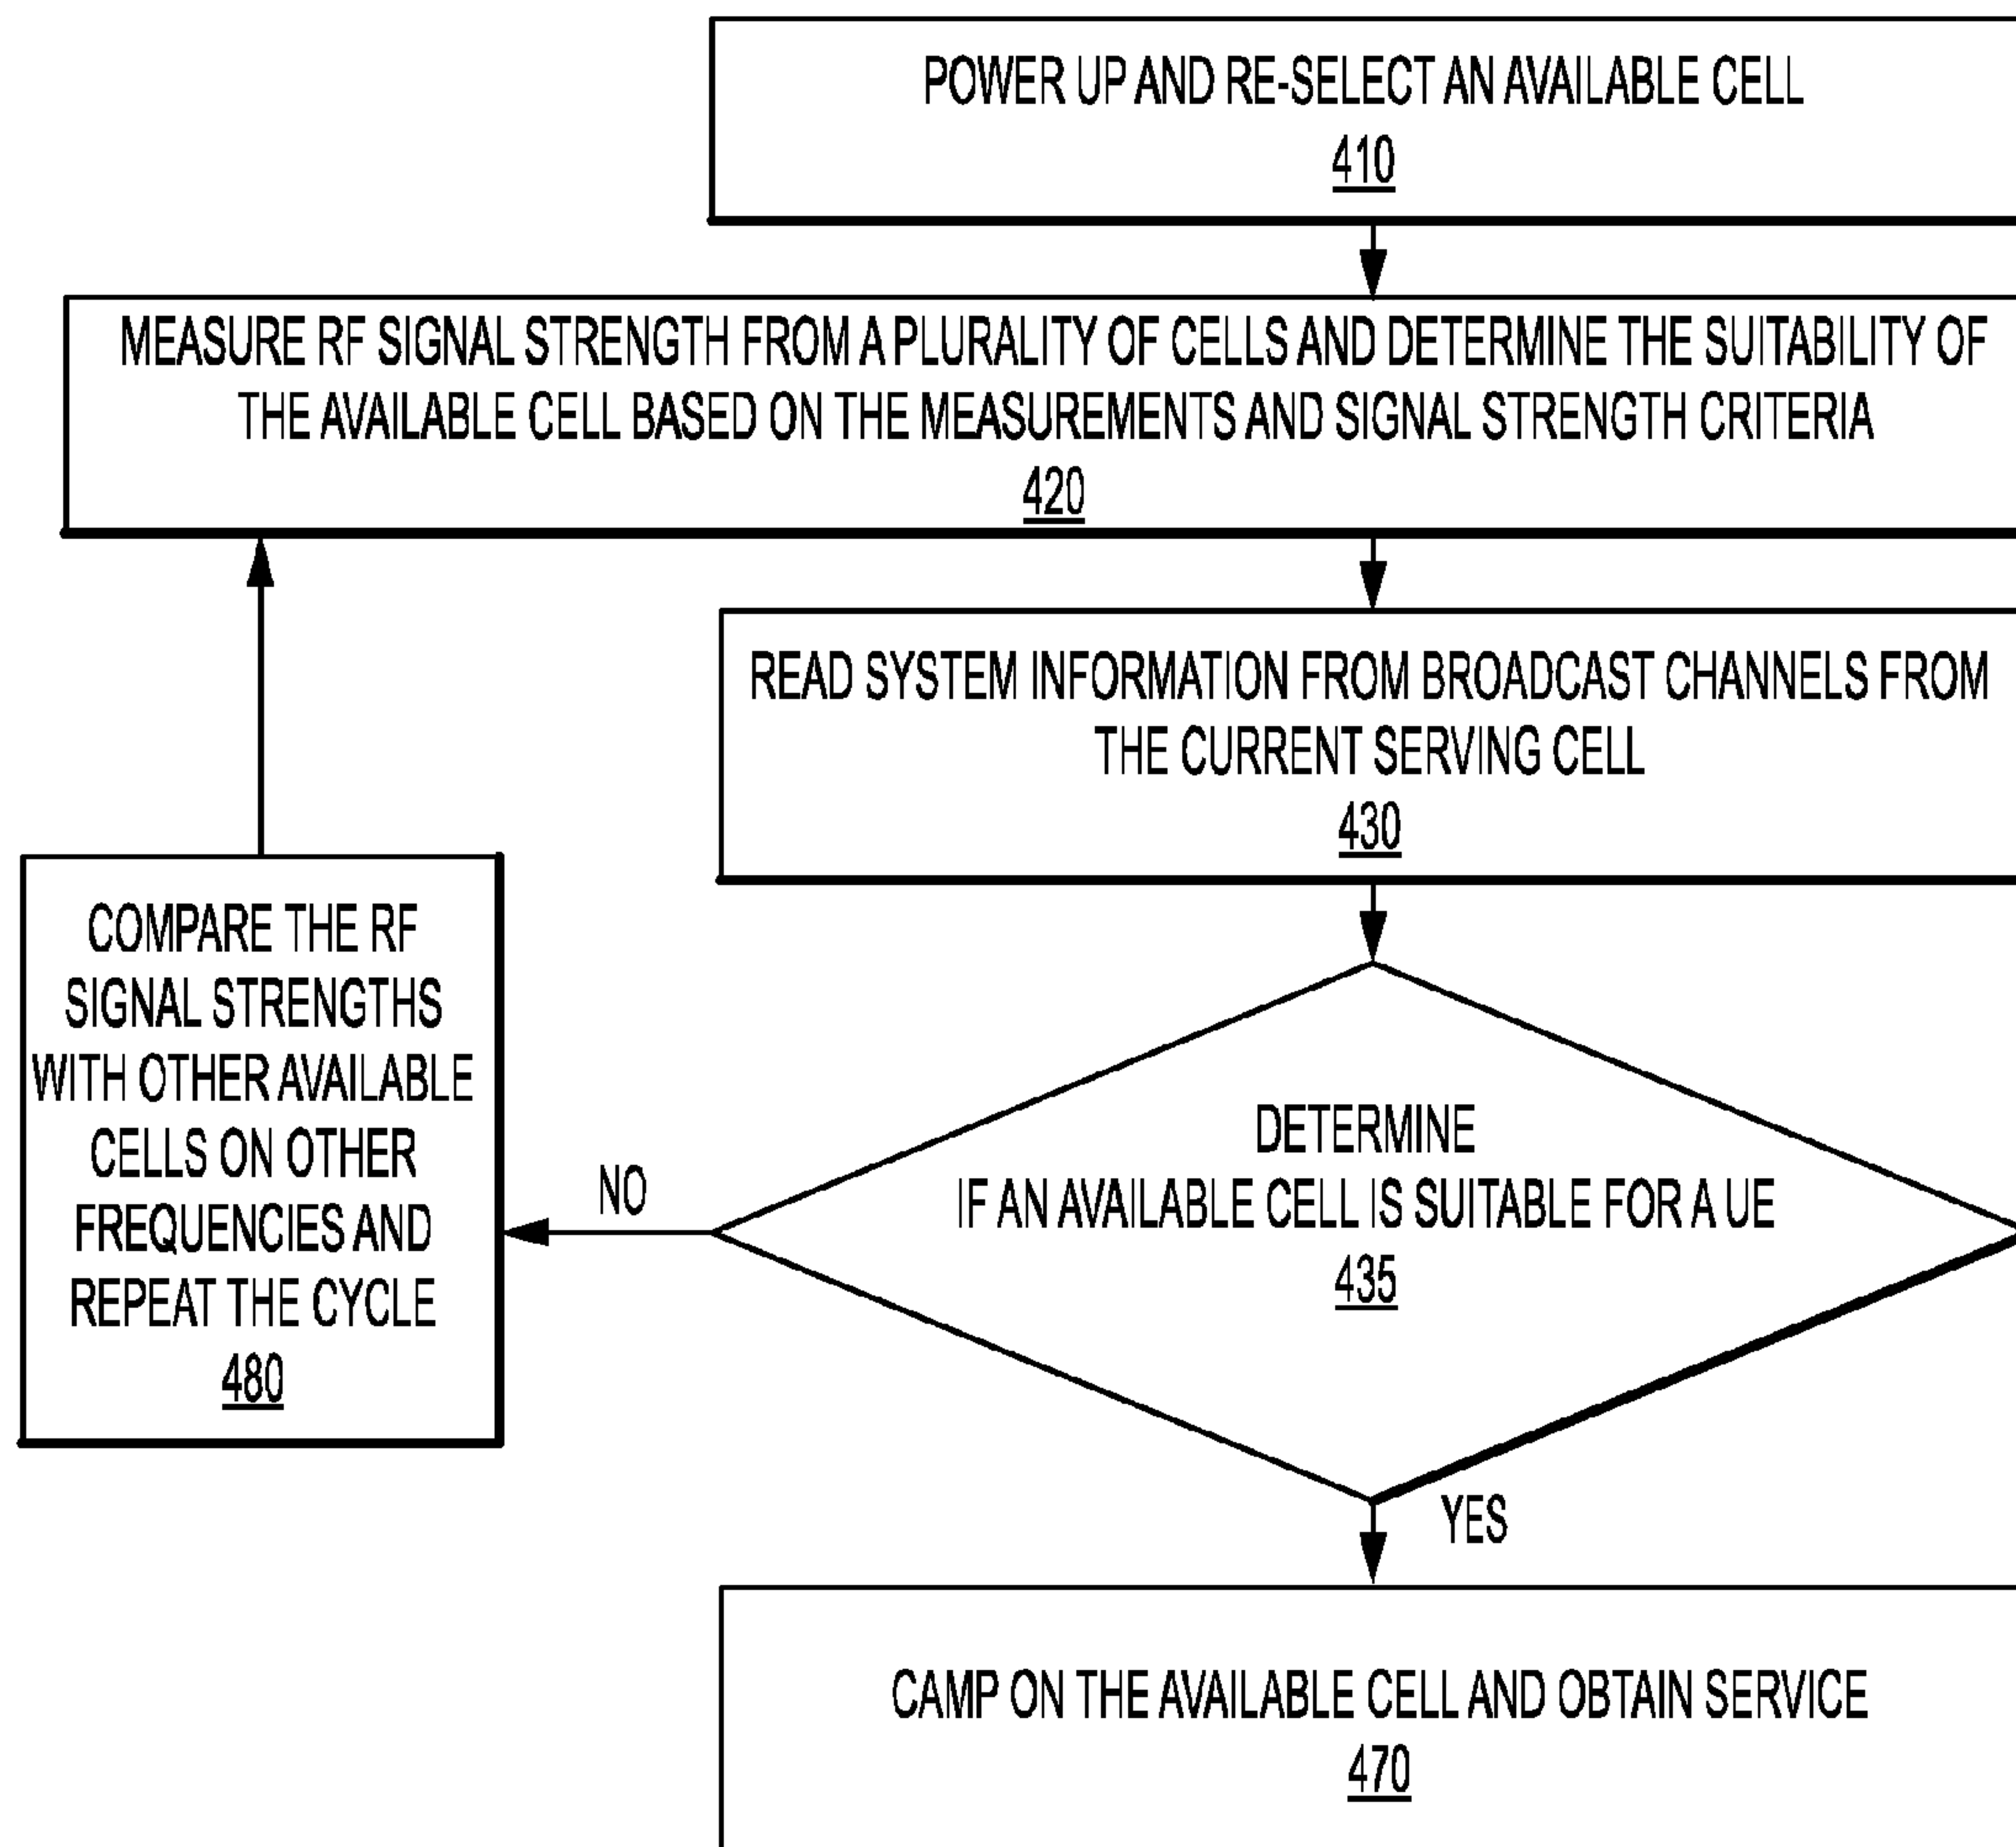 POWER UP AND RE-SELECT AN AVAILABLE CELL
410
MEASURE RF SIGNAL STRENGTH FROM A PLURALITY OF CELLS AND DETERMINE THE SUITABILITY OF
THE AVAILABLE CELL BASED ON THE MEASUREMENTS AND SIGNAL STRENGTH CRITERIA
420
READ SYSTEM INFORMATION FROM BROADCAST CHANNELS FROM
THE CURRENT SERVING CELL
430
COMPARE THE RF
SIGNAL STRENGTHS
WITH OTHER AVAILABLE
CELLS ON OTHER
FREQUENCIES AND
REPEAT THE CYCLE
480
NO
DETERMINE
IF AN AVAILABLE CELL IS SUITABLE FOR A UE
435
YES
CAMP ON THE AVAILABLE CELL AND OBTAIN SERVICE
470